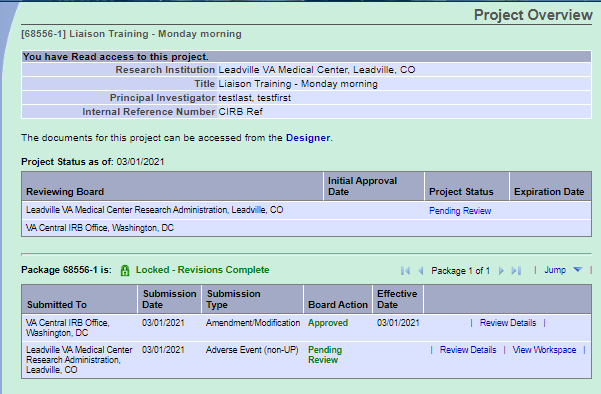 Project Overview
[68556-1] Liaison Training - Monday morning
You have Read access to this project.
Research Institution Leadville VA Medical Center, Leadville, CO
Title Liaison Training - Monday morning
Principal Investigator testlast, testfirst
Internal Reference Number CIRB Ref
The documents for this project can be accessed from the Designer.
Project Status as of: 03/01/2021
Reviewing Board Initial Approval Date Project Status Expiration Date
Leadville VA Medical Center Research Administration, Leadville, CO Pending Review
VA Central IRB Office, Washington, DC
Package 68556-1 is: Locked - Revisions Complete Package 1 of 1 | Jump |
Submitted To Submission Date Submission Type Board Action Effective Date
VA Central IRB Office, Washington, DC 03/01/2021 Amendment/Modification Approved 03/01/2021 | Review Details |
Leadville VA Medical Center Research Administration, Leadville, CO 03/01/2021 Adverse Event (non-UP) Pending Review | Review Details | View Workspace |